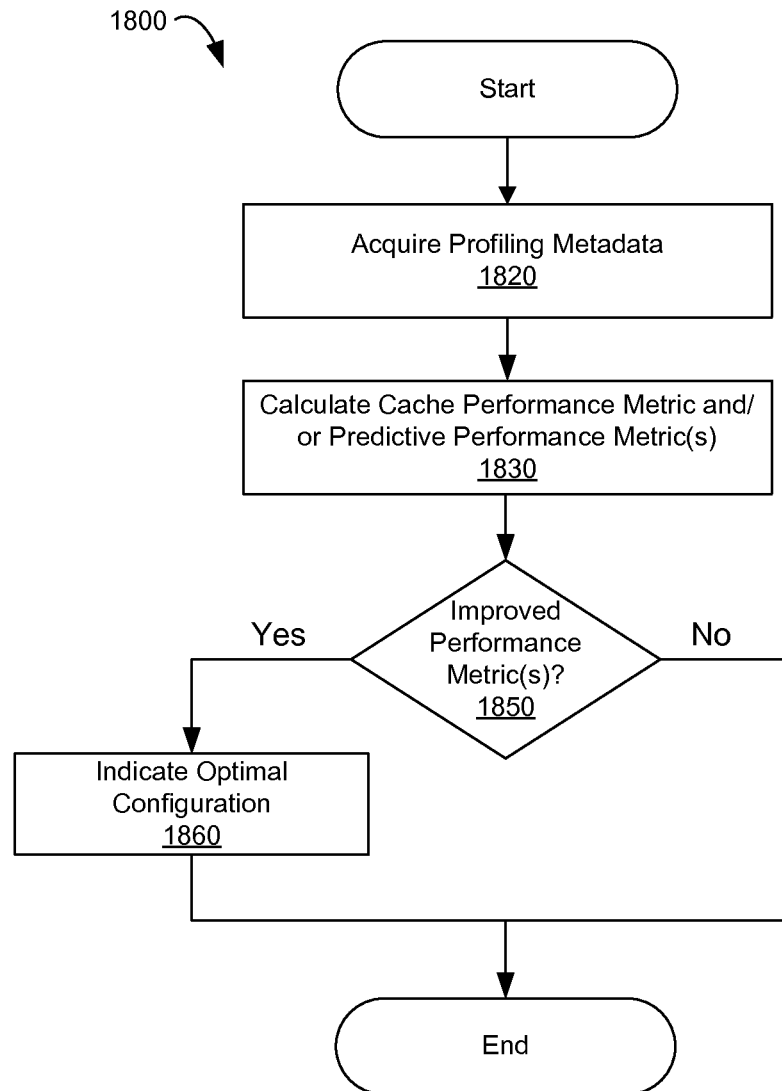 1800
Start
Acquire Profiling Metadata
1820
Calculate Cache Performance Metric and/
or Predictive Performance Metric(s)
1830
Improved
Performance
Metric(s)?
1850
Yes
No
Indicate Optimal
Configuration
1860
End